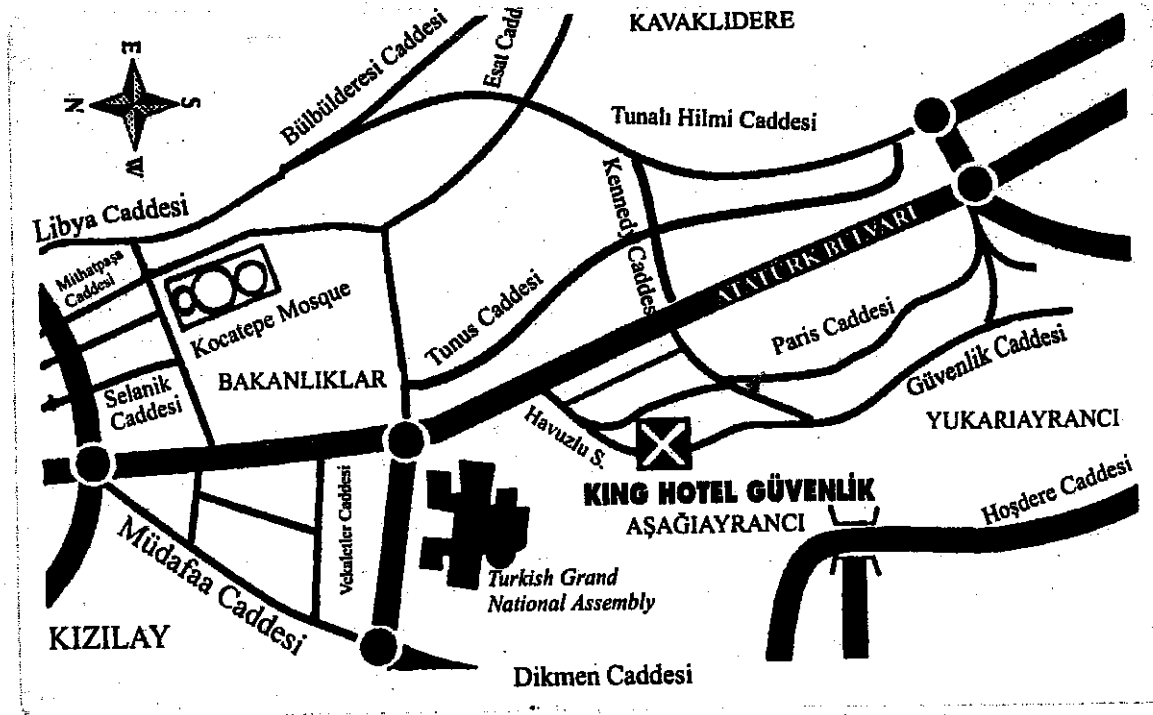 KAVAKLIDERE
E
N
S
W
Bülbülderesi Caddesi
Esat Cadd
Tunalı Hilmi Caddesi
Kennedy Caddes
Libya Caddesi
Mithatpaşa
Caddesi
Kocatepe Mosque
Tunus Caddesi
ATATÜRK BULVARI
Paris Caddesi
Güvenlik Caddesi
Selanik
Caddesi
BAKANLIKLAR
Havuzlu S.
YUKARIAYRANCI
KING HOTEL GÜVENLİK
AŞAĞIAYRANCI
Hoşdere Caddesi
Vekaletler Caddesi
Müdafaa Caddesi
Turkish Grand
National Assembly
KIZILAY
Dikmen Caddesi